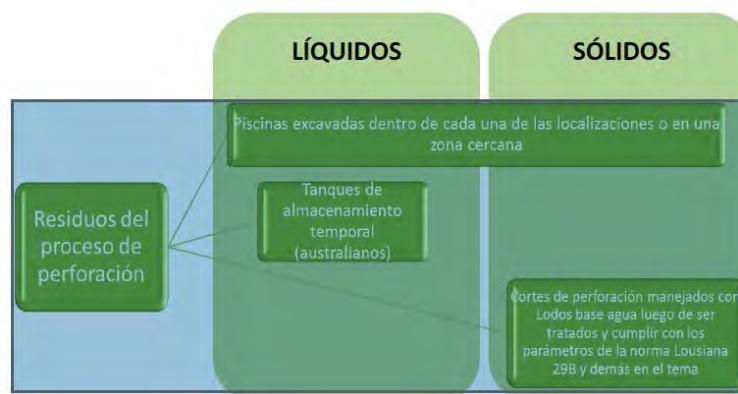 LÍQUIDOS
SÓLIDOS
Piscinas excavadas dentro de cada una de las localizaciones o en una
zona cercana
Residuos del
proceso de
perforación
Tanques de
almacenamiento
temporal
(australianos)
Cortes de perforación manejados con
Lodos base agua luego de ser
tratados y cumplir con los
parámetros de la norma Lousiana
29B y demás en el tema